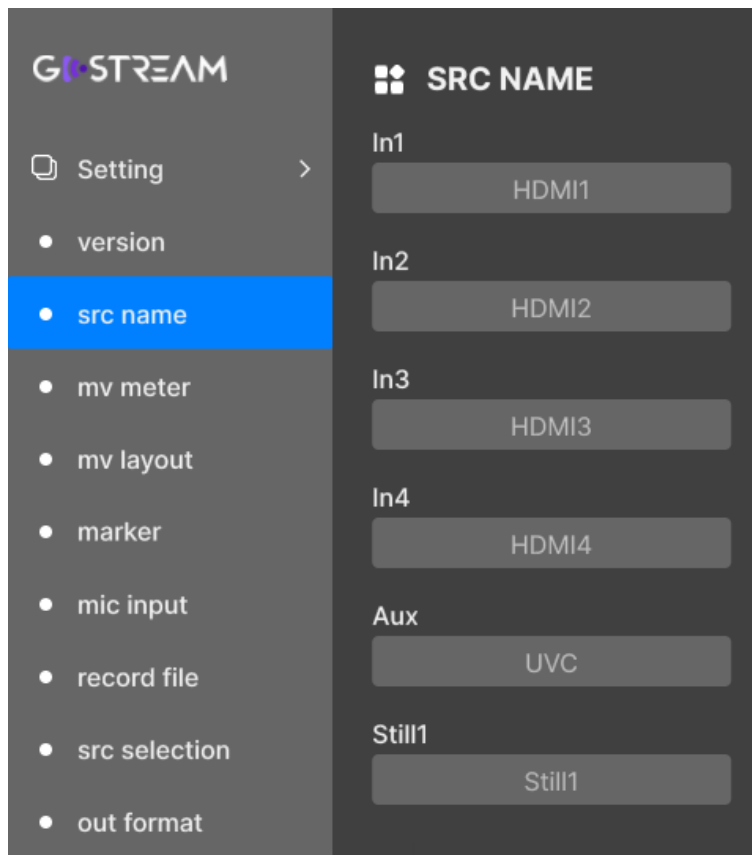 GOSTREAM
Setting
version
src name
mv meter
mv layout
marker
mic input
record file
src selection
out format
SRC NAME
In1
HDMI1
In2
HDMI2
In3
HDMI3
In4
HDMI4
Aux
UVC
Still1
Still1